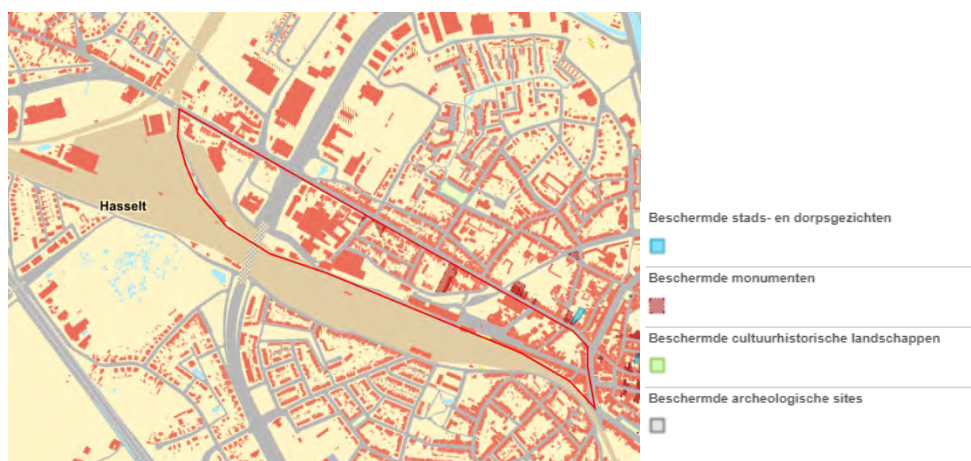 Hasselt
Beschermde stads- en dorpsgezichten
Beschermde monumenten
Beschermde cultuurhistorische landschappen
Beschermde archeologische sites